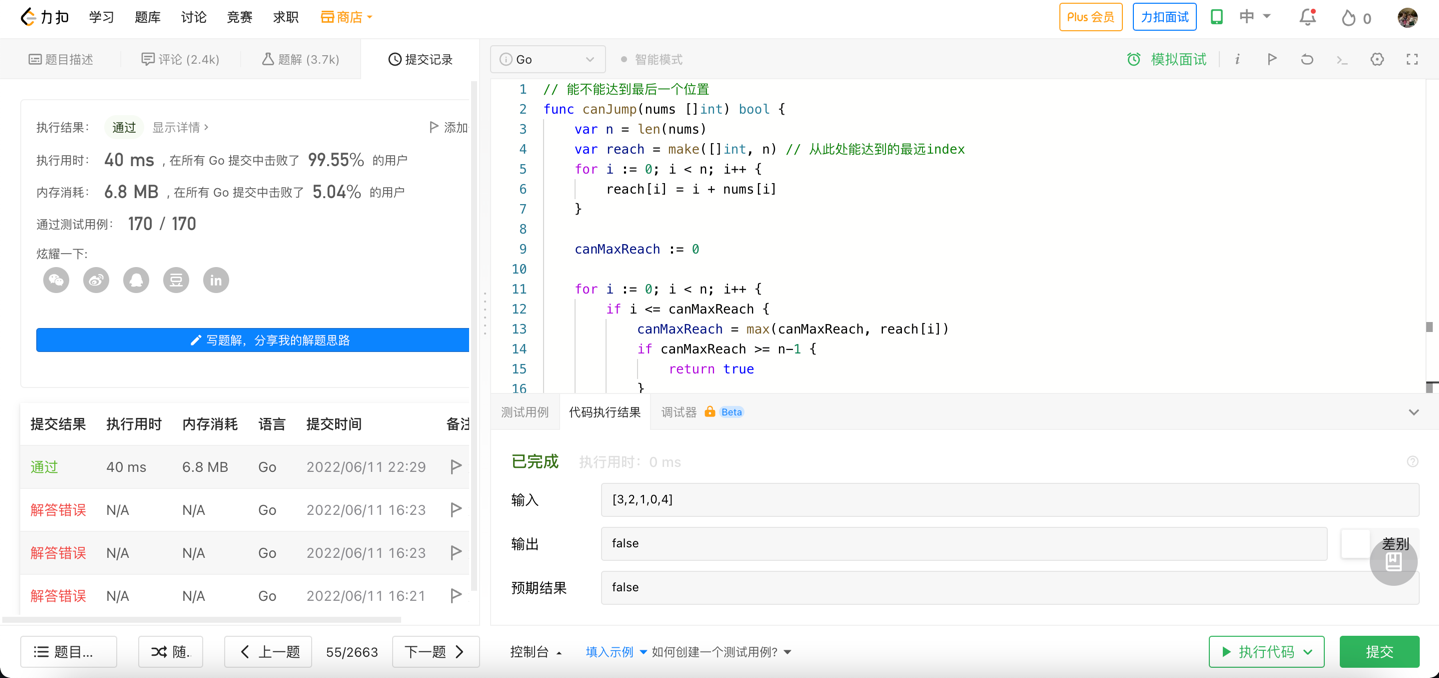 力扣 学习 题库 讨论 竞赛 求职 商店 Plus 会员 力扣面试 中 0
题目描述 评论 (2.4k) 题解 (3.7k) 提交记录
执行结果： 通过 显示详情 > 添加
执行用时： 40 ms , 在所有 Go 提交中击败了 99.55% 的用户
内存消耗： 6.8 MB , 在所有 Go 提交中击败了 5.04% 的用户
通过测试用例： 170 / 170
炫耀一下:
豆 in
写题解，分享我的解题思路
提交结果 执行用时 内存消耗 语言 提交时间 备注
通过 40 ms 6.8 MB Go 2022/06/11 22:29
解答错误 N/A N/A Go 2022/06/11 16:23
解答错误 N/A N/A Go 2022/06/11 16:23
解答错误 N/A N/A Go 2022/06/11 16:21
题目... 随. 上一题 55/2663 下一题
Go 智能模式 模拟面试 i
1 // 能不能达到最后一个位置
2 func canJump(nums []int) bool {
3 var n = len(nums)
4 var reach = make([]int, n) // 从此处能达到的最远index
5 for i := 0; i < n; i++ {
6 reach[i] = i + nums[i]
7 }
8
9 canMaxReach := 0
10
11 for i := 0; i < n; i++ {
12 if i <= canMaxReach {
13 canMaxReach = max(canMaxReach, reach[i])
14 if canMaxReach >= n-1 {
15 return true
16 }
测试用例 代码执行结果 调试器 Beta
已完成 执行用时：0 ms
输入 [3,2,1,0,4]
输出 false 差别
预期结果 false
控制台 填入示例 如何创建一个测试用例? 执行代码 提交